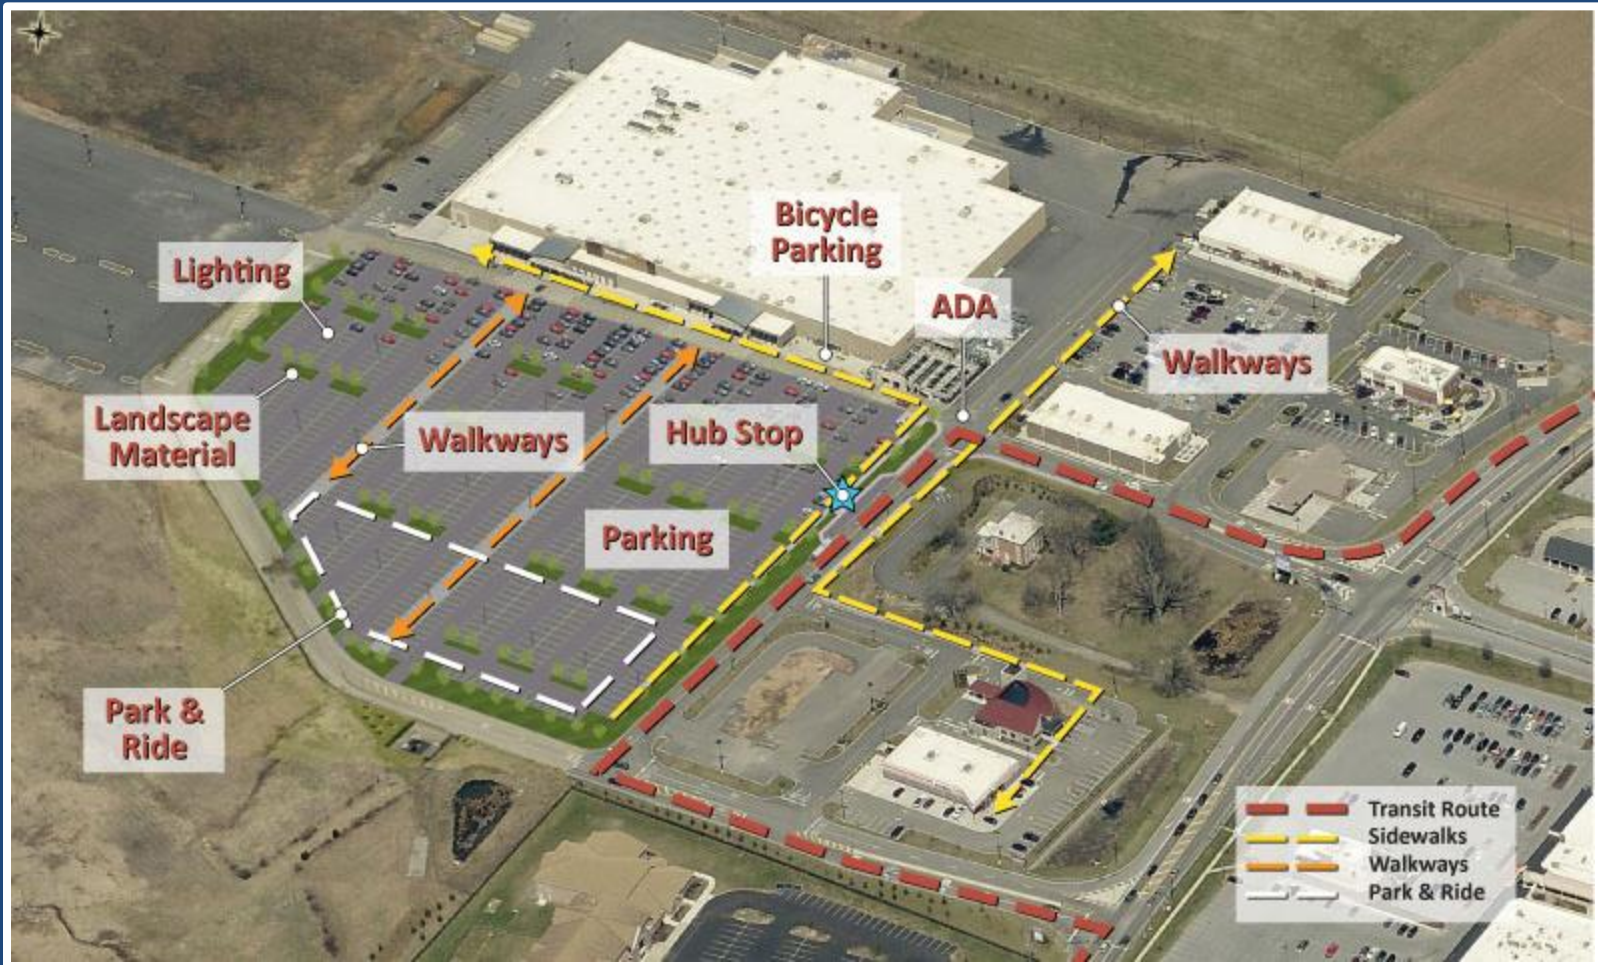 Bicycle
Parking
Lighting
ADA
Walkways
Landscape
Material
Walkways
Hub Stop
Parking
Park &
Ride
Transit Route
Sidewalks
Walkways
Park & Ride